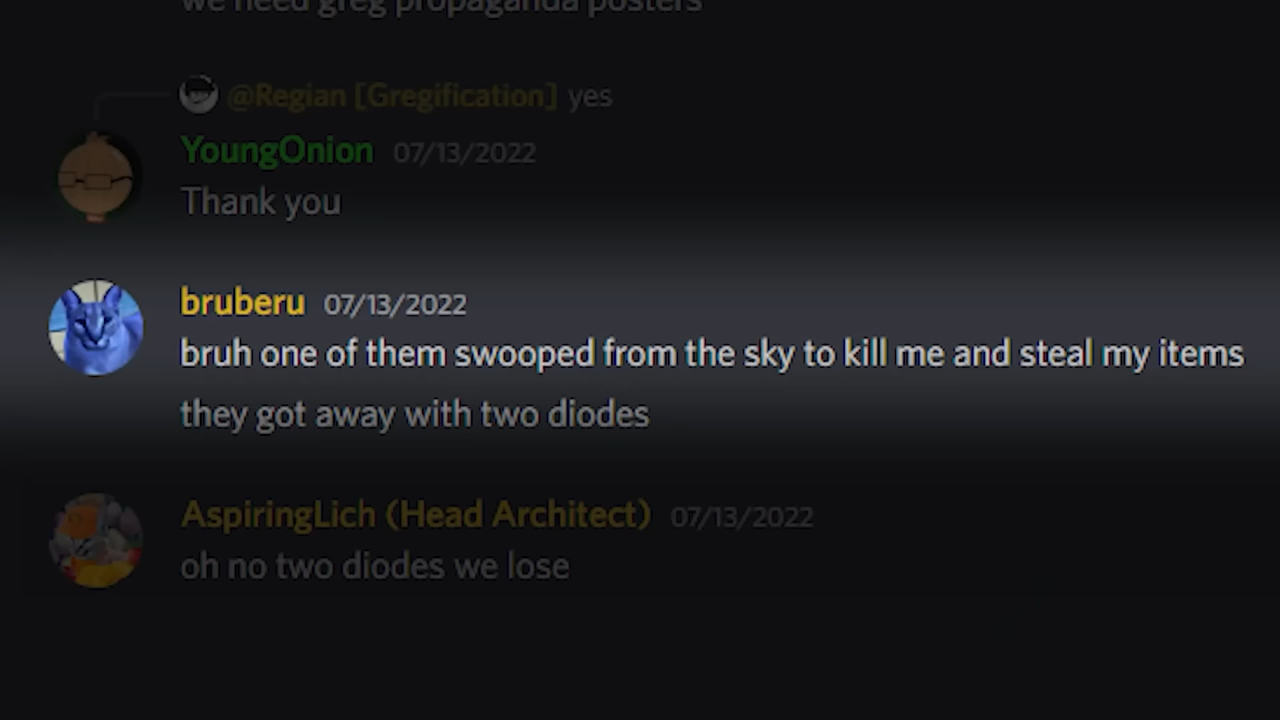 we need greg propaganda posters
@Regian [Gregification] yes
YoungOnion 07/13/2022
Thank you
bruberu 07/13/2022
bruh one of them swooped from the sky to kill me and steal my items
they got away with two diodes
AspiringLich (Head Architect) 07/13/2022
oh no two diodes we lose